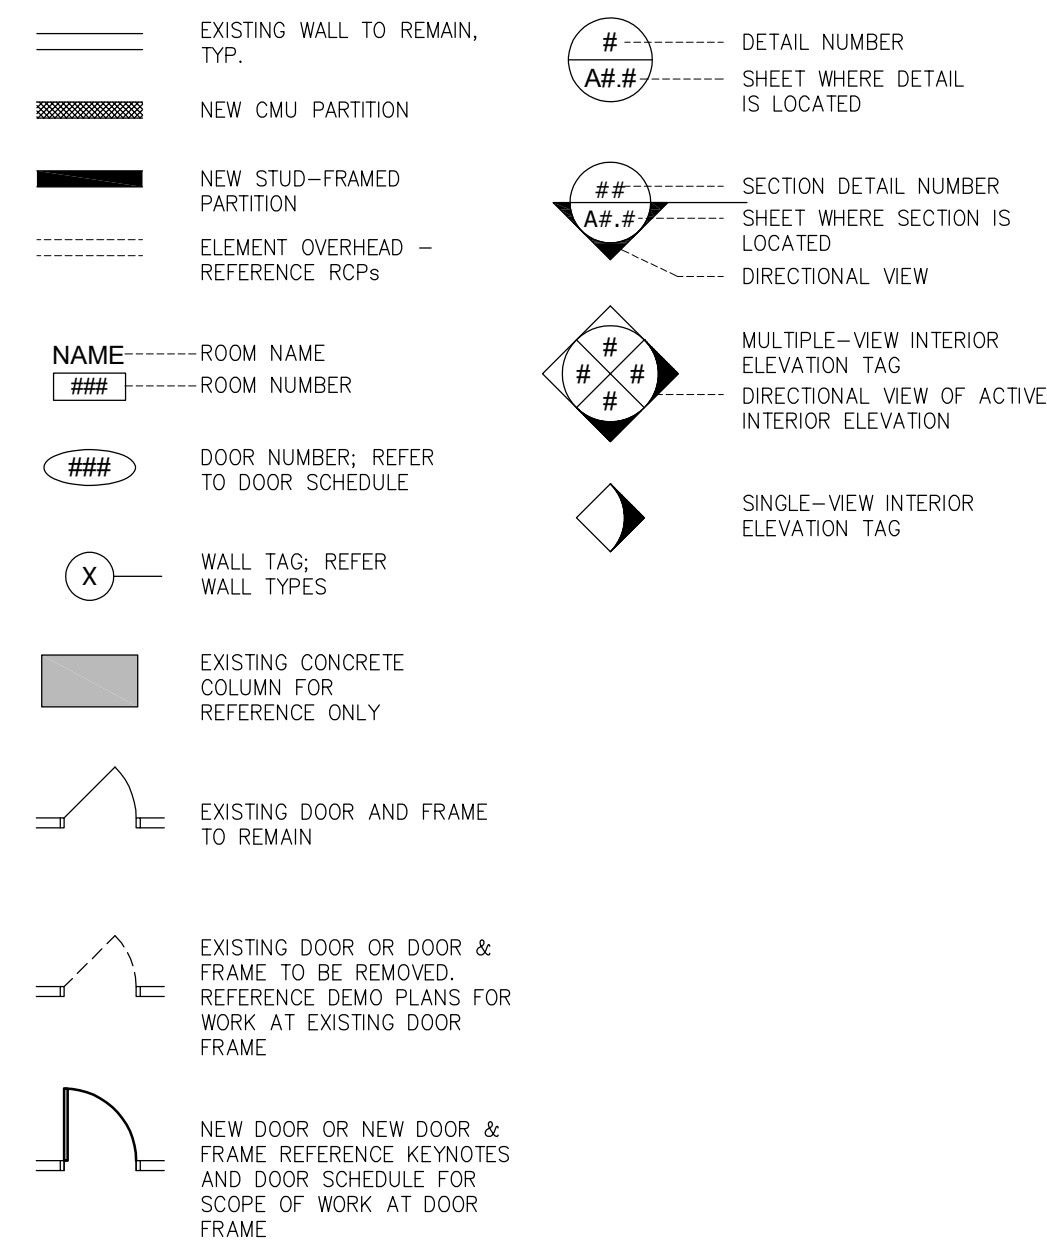 EXISTING WALL TO REMAIN,
TYP.
NEW CMU PARTITION
NEW STUD-FRAMED
PARTITION
ELEMENT OVERHEAD -
REFERENCE RCPs
NAME
ROOM NAME
###
ROOM NUMBER
###
DOOR NUMBER; REFER
TO DOOR SCHEDULE
X
WALL TAG; REFER
WALL TYPES
EXISTING CONCRETE
COLUMN FOR
REFERENCE ONLY
EXISTING DOOR AND FRAME
TO REMAIN
EXISTING DOOR OR DOOR &
FRAME TO BE REMOVED.
REFERENCE DEMO PLANS FOR
WORK AT EXISTING DOOR
FRAME
NEW DOOR OR NEW DOOR &
FRAME REFERENCE KEYNOTES
AND DOOR SCHEDULE FOR
SCOPE OF WORK AT DOOR
FRAME
#
DETAIL NUMBER
A#.#
SHEET WHERE DETAIL
IS LOCATED
##
SECTION DETAIL NUMBER
A#.#
SHEET WHERE SECTION IS
LOCATED
DIRECTIONAL VIEW
#
# #
#
MULTIPLE-VIEW INTERIOR
ELEVATION TAG
DIRECTIONAL VIEW OF ACTIVE
INTERIOR ELEVATION
SINGLE-VIEW INTERIOR
ELEVATION TAG